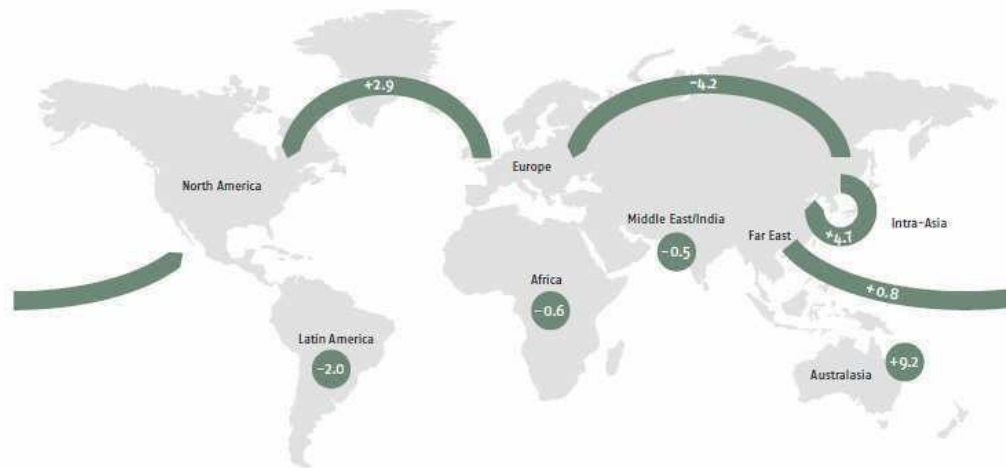 +2.9
-4.2
Europe
North America
Middle East/India
Intra-Asia
Far East
+4.7
-0.5
Africa
+0.8
-0.6
Latin America
-2.0
+9.2
Australasia